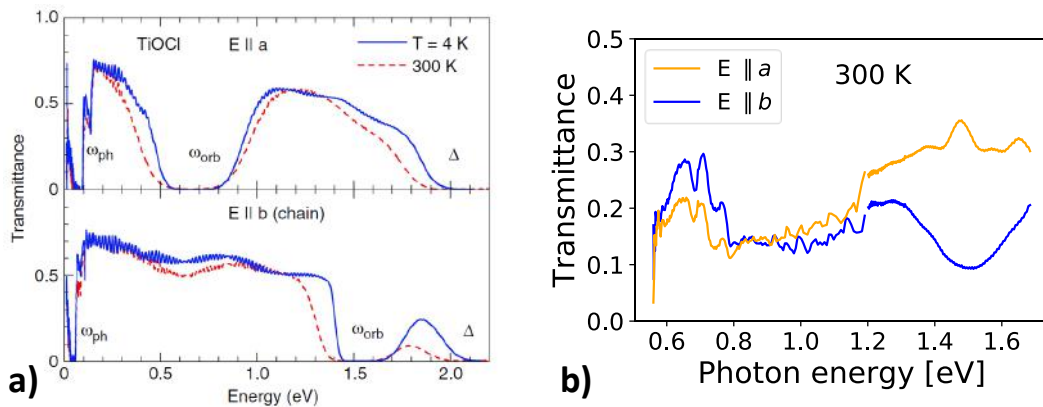 1.0
TiOCl
E || a
T = 4 K
300 K
0.5
Transmittance
ω_ph
ω_orb
Δ
0
E || b (chain)
0.5
ω_ph
ω_orb
Δ
0
0 0.5 1.0 1.5 2.0
Energy (eV)
a)
0.5
0.4
0.3
0.2
0.1
0.0
Transmittance
E ∥ a
E ∥ b
300 K
0.6 0.8 1.0 1.2 1.4 1.6
Photon energy [eV]
b)